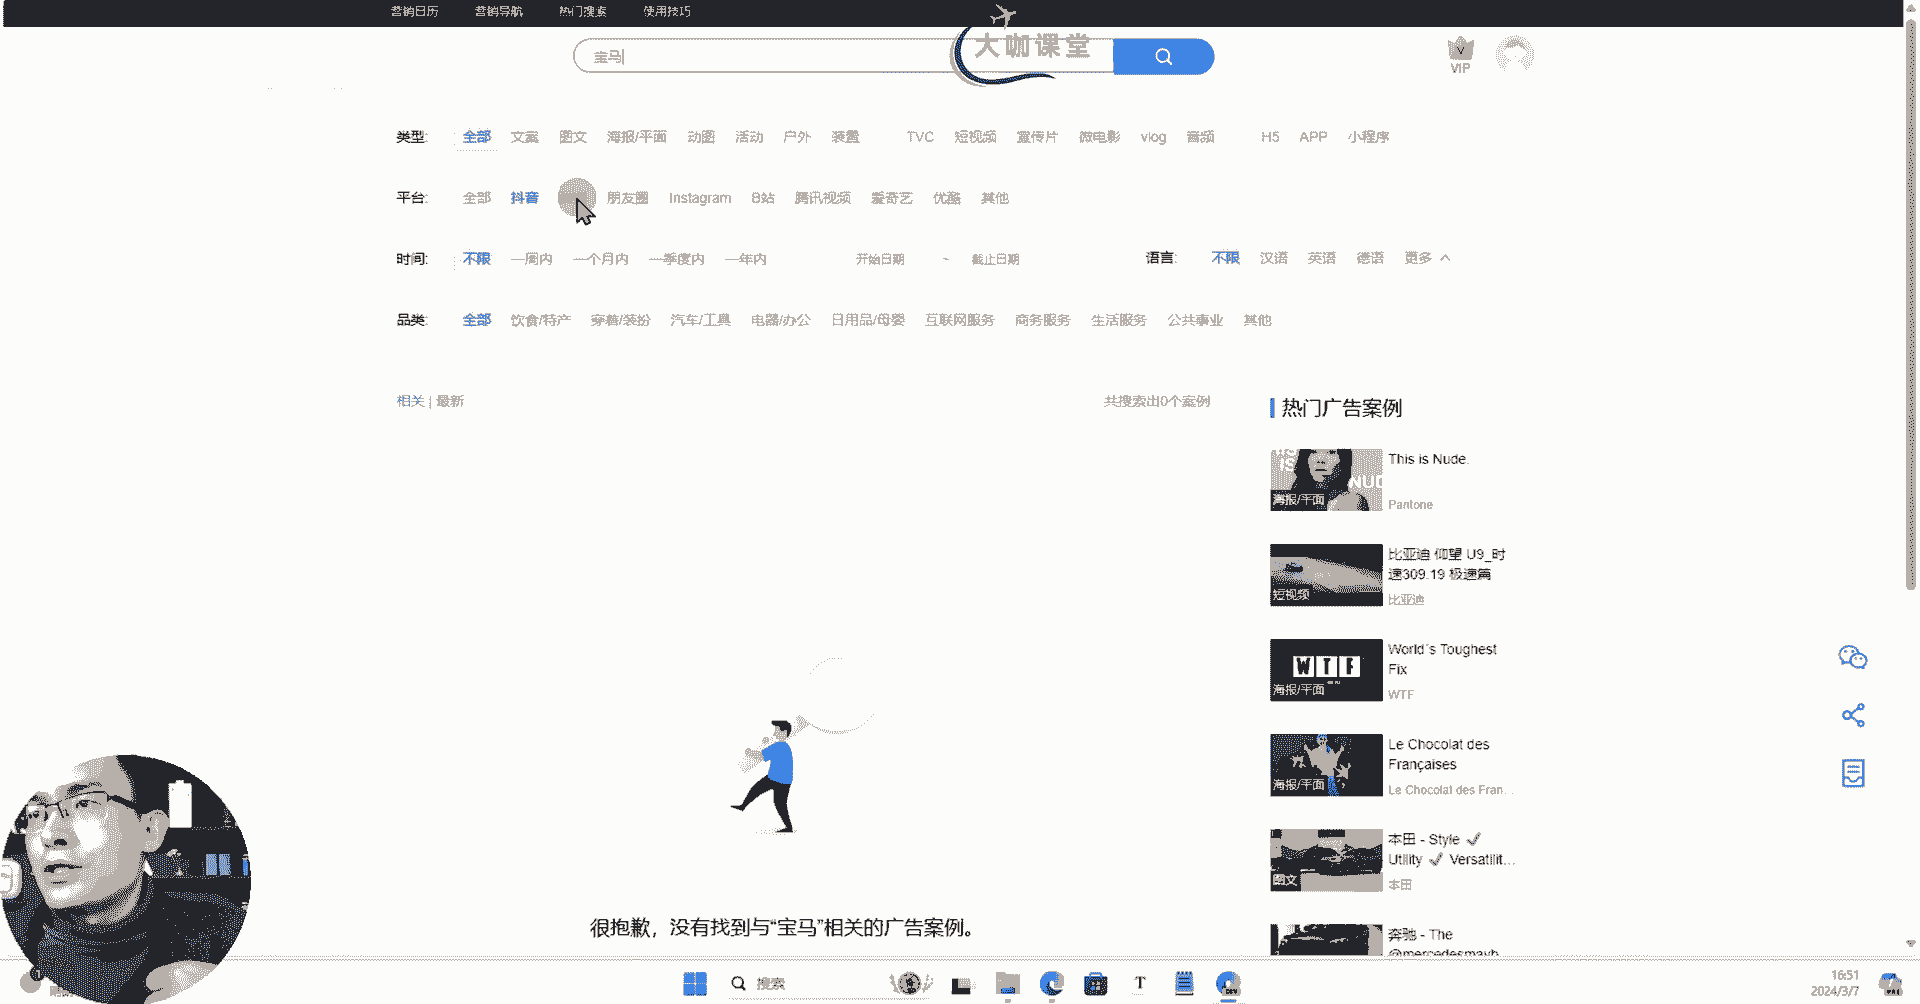 营销日历 营销导航 热门搜索 使用技巧
宝马
大咖课堂
VIP
类型: 全部 文案 图文 海报/平面 动图 活动 户外 装置 TVC 短视频 宣传片 微电影 vlog 音频 H5 APP 小程序
平台: 全部 抖音 朋友圈 Instagram B站 腾讯视频 爱奇艺 优酷 其他
时间: 不限 一周内 一个月内 一季度内 一年内 开始日期 - 截止日期 语言: 不限 汉语 英语 德语 更多
品类: 全部 饮食/特产 穿着/装扮 汽车/工具 电器/办公 日用品/母婴 互联网服务 商务服务 生活服务 公共事业 其他
相关 | 最新 共搜索出0个案例
热门广告案例
This is Nude.
海报/平面
Pantone
比亚迪 仰望 U9_时
速309.19 极速篇
短视频
比亚迪
World's Toughest
Fix
WTF
海报/平面
WTF
Le Chocolat des
Françaises
海报/平面
Le Chocolat des Fran...
本田 - Style ✓
Utility ✓ Versatilit...
图文
本田
奔驰 - The
@mercedesmayb
很抱歉，没有找到与“宝马”相关的广告案例。
搜索
16:51
2024/3/7